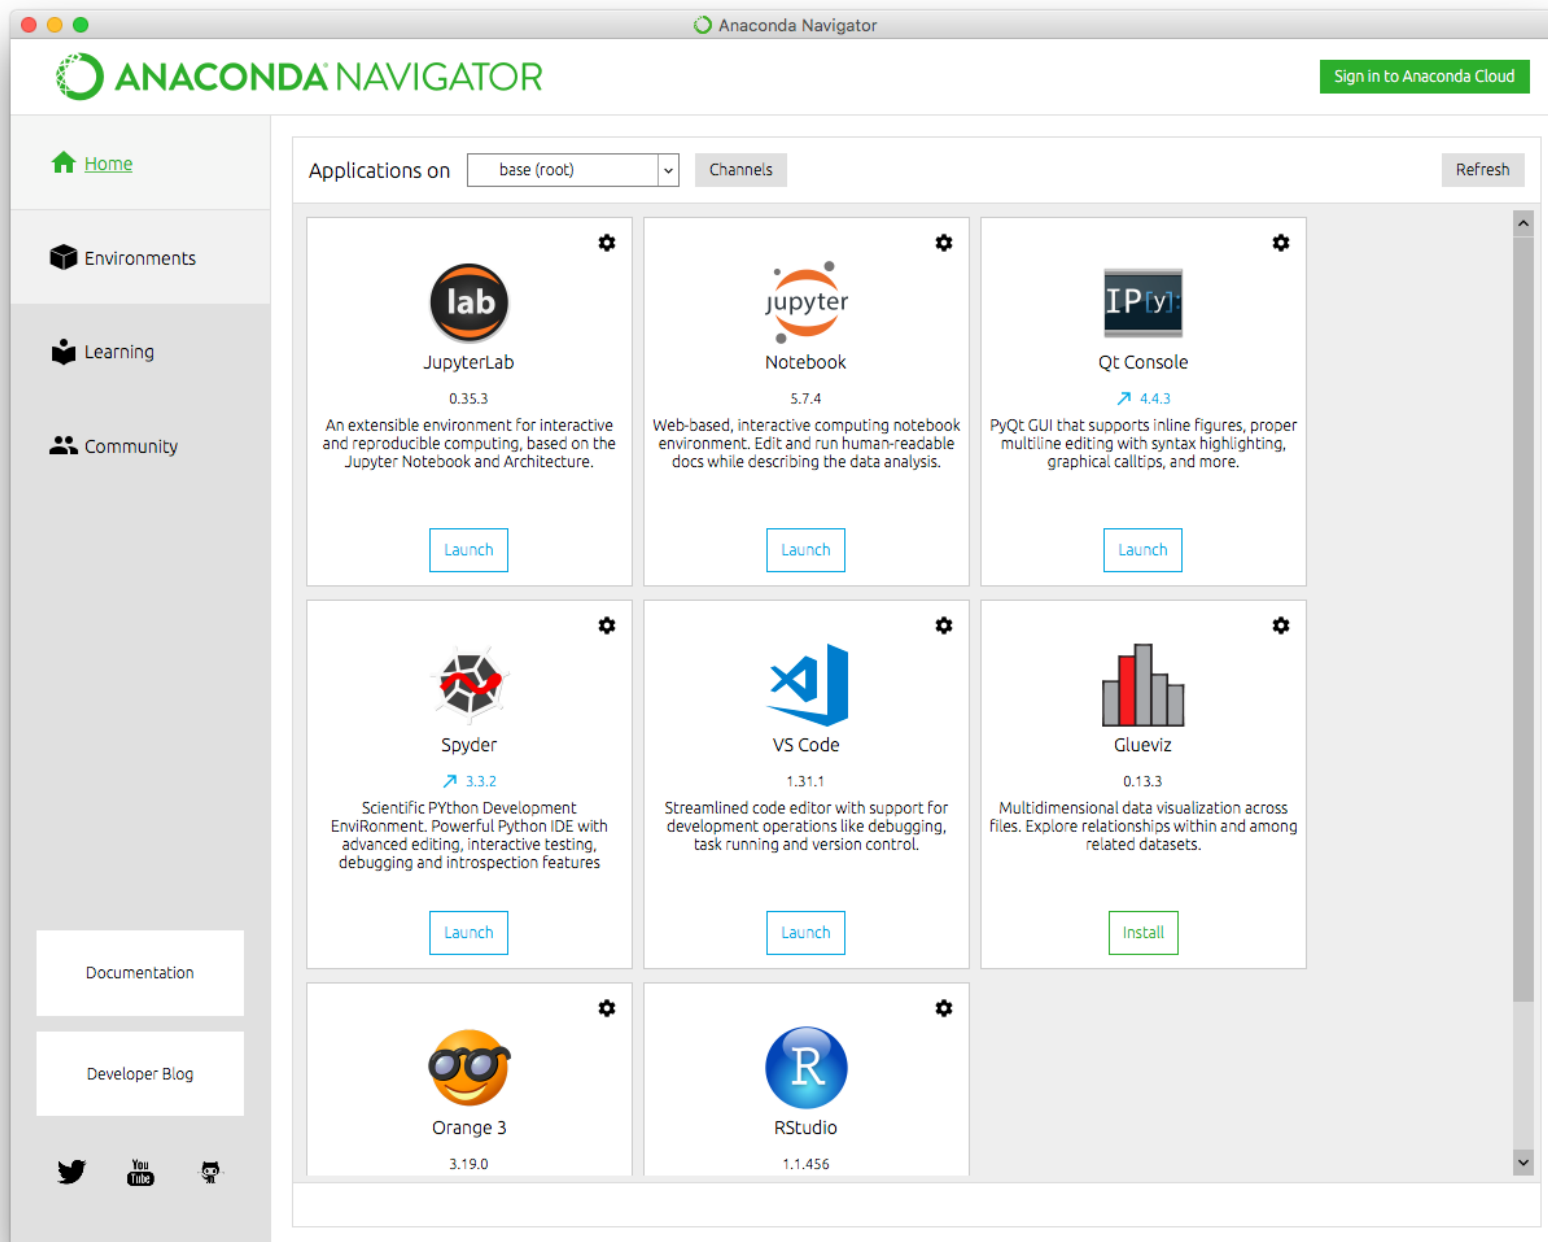 Anaconda Navigator
ANACONDA NAVIGATOR
Sign in to Anaconda Cloud
Home
Environments
Learning
Community
Documentation
Developer Blog
You
Tube
Applications on
base (root)
Channels
Refresh
lab
JupyterLab
0.35.3
An extensible environment for interactive
and reproducible computing, based on the
Jupyter Notebook and Architecture.
Launch
jupyter
Notebook
5.7.4
Web-based, interactive computing notebook
environment. Edit and run human-readable
docs while describing the data analysis.
Launch
IP[y]:
Qt Console
4.4.3
PyQt GUI that supports inline figures, proper
multiline editing with syntax highlighting,
graphical calltips, and more.
Launch
Spyder
3.3.2
Scientific PYthon Development
EnviRonment. Powerful Python IDE with
advanced editing, interactive testing,
debugging and introspection features
Launch
VS Code
1.31.1
Streamlined code editor with support for
development operations like debugging,
task running and version control.
Launch
Glueviz
0.13.3
Multidimensional data visualization across
files. Explore relationships within and among
related datasets.
Install
Orange 3
3.19.0
R
RStudio
1.1.456